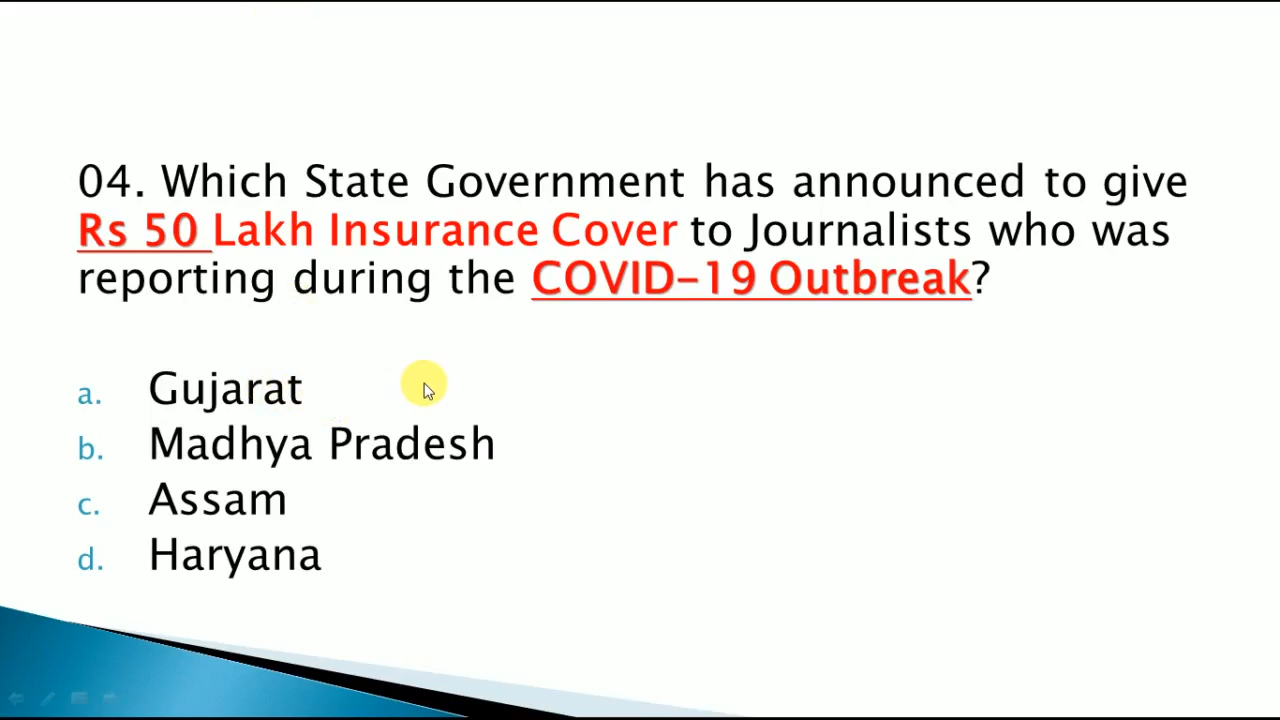 04. Which State Government has announced to give
Rs 50 Lakh Insurance Cover to Journalists who was
reporting during the COVID-19 Outbreak?
a. Gujarat
b. Madhya Pradesh
c. Assam
d. Haryana